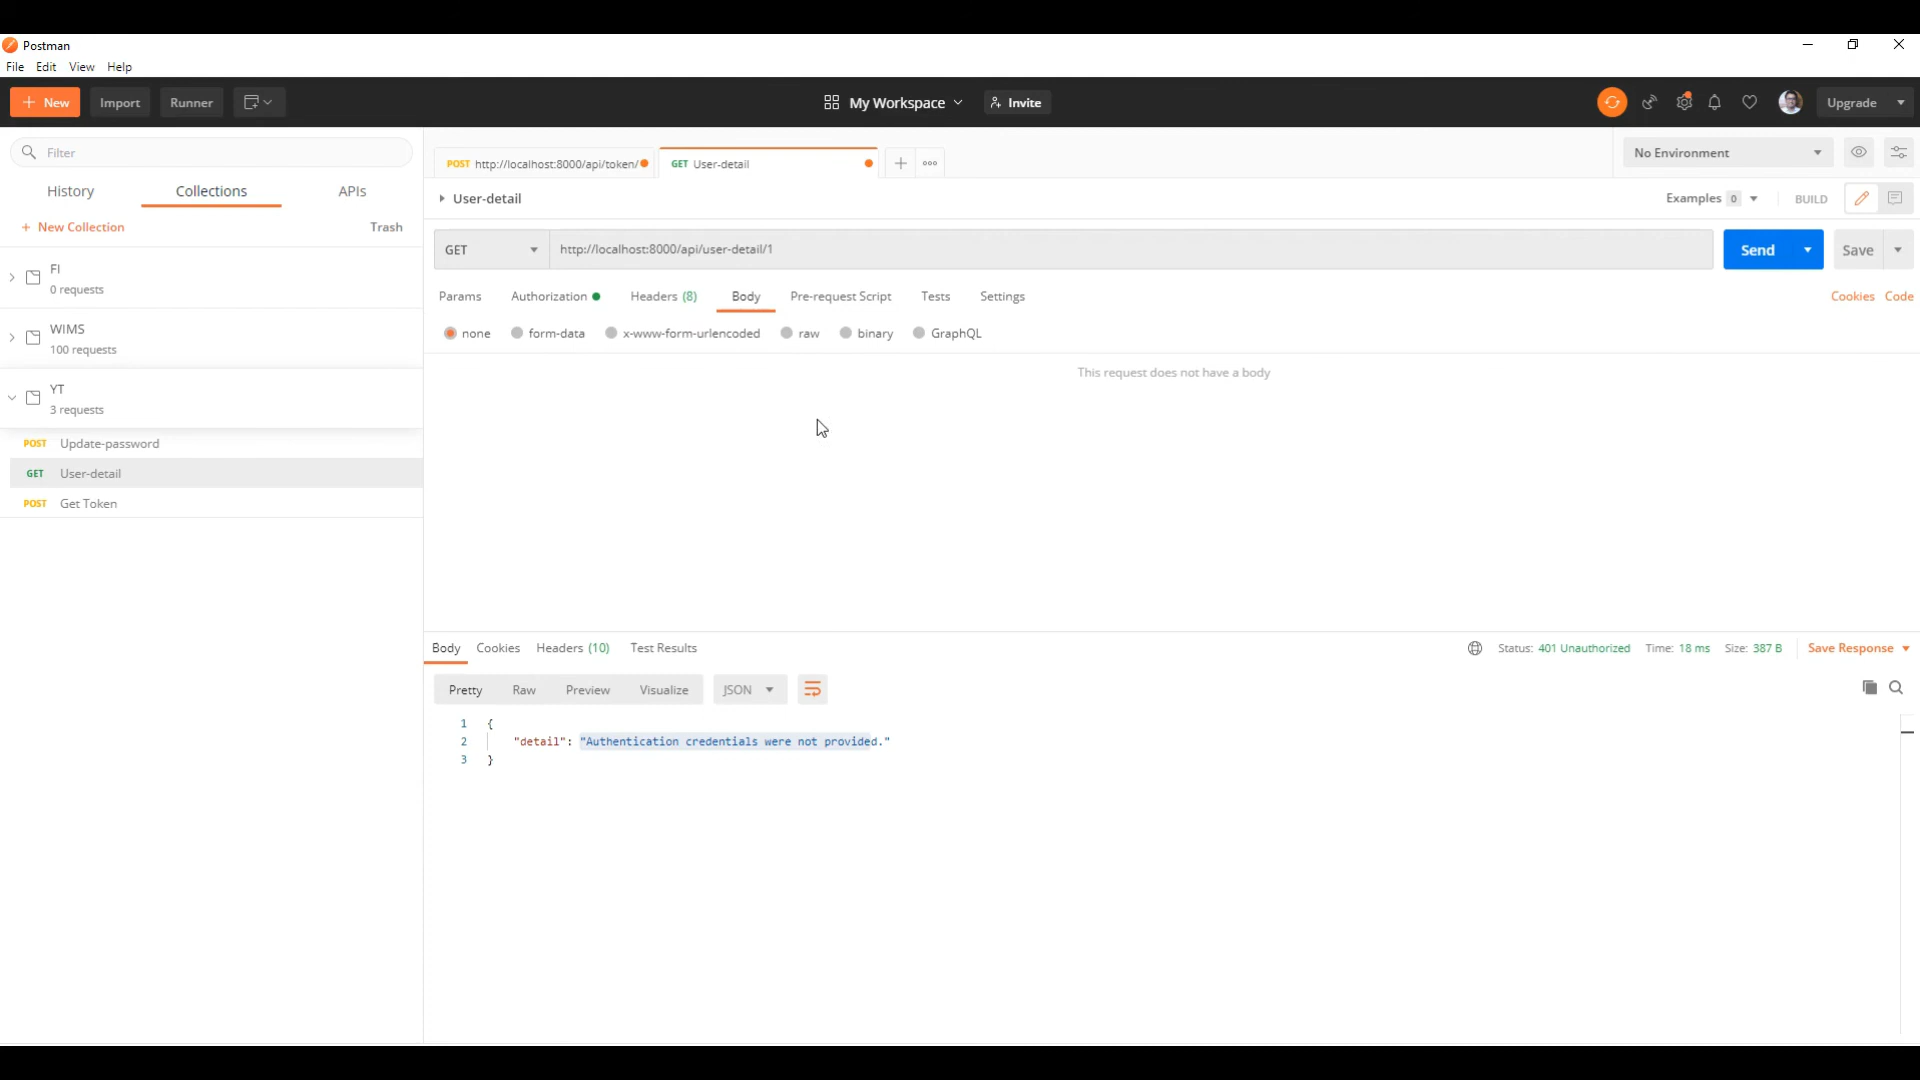 Postman
File Edit View Help
+ New Import Runner My Workspace Invite Upgrade
Filter
History Collections APIs
+ New Collection Trash
FI
0 requests
WIMS
100 requests
YT
3 requests
POST Update-password
GET User-detail
POST Get Token
POST http://localhost:8000/api/token/ GET User-detail + No Environment
User-detail Examples 0 BUILD
GET http://localhost:8000/api/user-detail/1 Send Save
Params Authorization Headers (8) Body Pre-request Script Tests Settings Cookies Code
none form-data x-www-form-urlencoded raw binary GraphQL
This request does not have a body
Body Cookies Headers (10) Test Results Status: 401 Unauthorized Time: 18 ms Size: 387 B Save Response
Pretty Raw Preview Visualize JSON
1 {
2 "detail": "Authentication credentials were not provided."
3 }